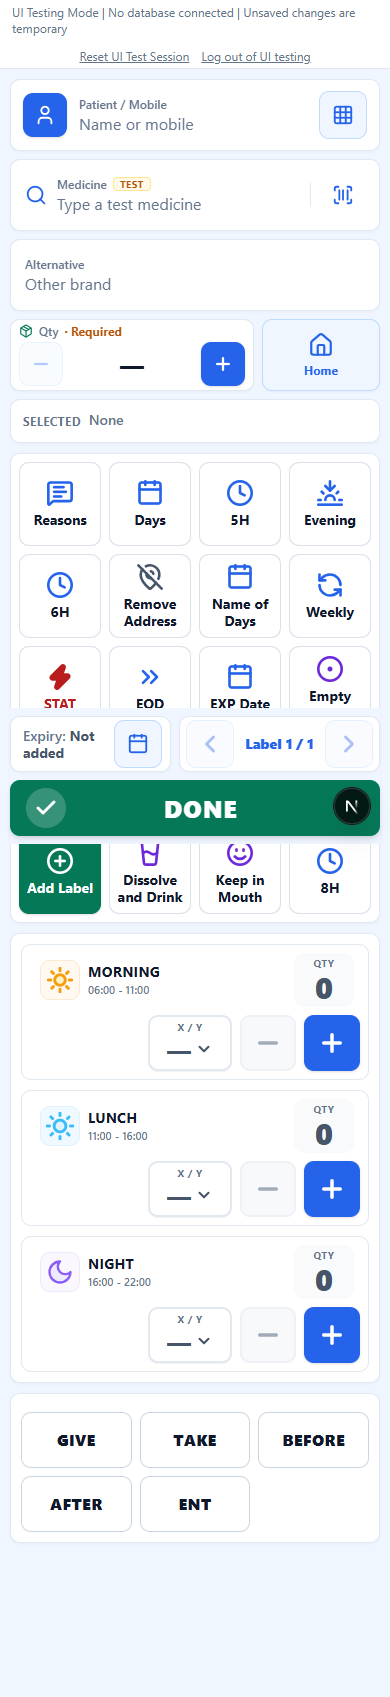 UI Testing Mode | No database connected | Unsaved changes are
temporary
Reset UI Test Session Log out of UI testing
Patient / Mobile
Name or mobile
Medicine TEST
Type a test medicine
Alternative
Other brand
Qty · Required
—
Home
SELECTED None
Reasons Days 5H Evening
6H Remove Address Name of Days Weekly
STAT EOD EXP Date Empty
Expiry: Not added
Label 1 / 1
DONE
N
Add Label Dissolve and Drink Keep in Mouth 8H
MORNING
06:00 - 11:00
QTY
0
X / Y
—
LUNCH
11:00 - 16:00
QTY
0
X / Y
—
NIGHT
16:00 - 22:00
QTY
0
X / Y
—
GIVE TAKE BEFORE
AFTER ENT